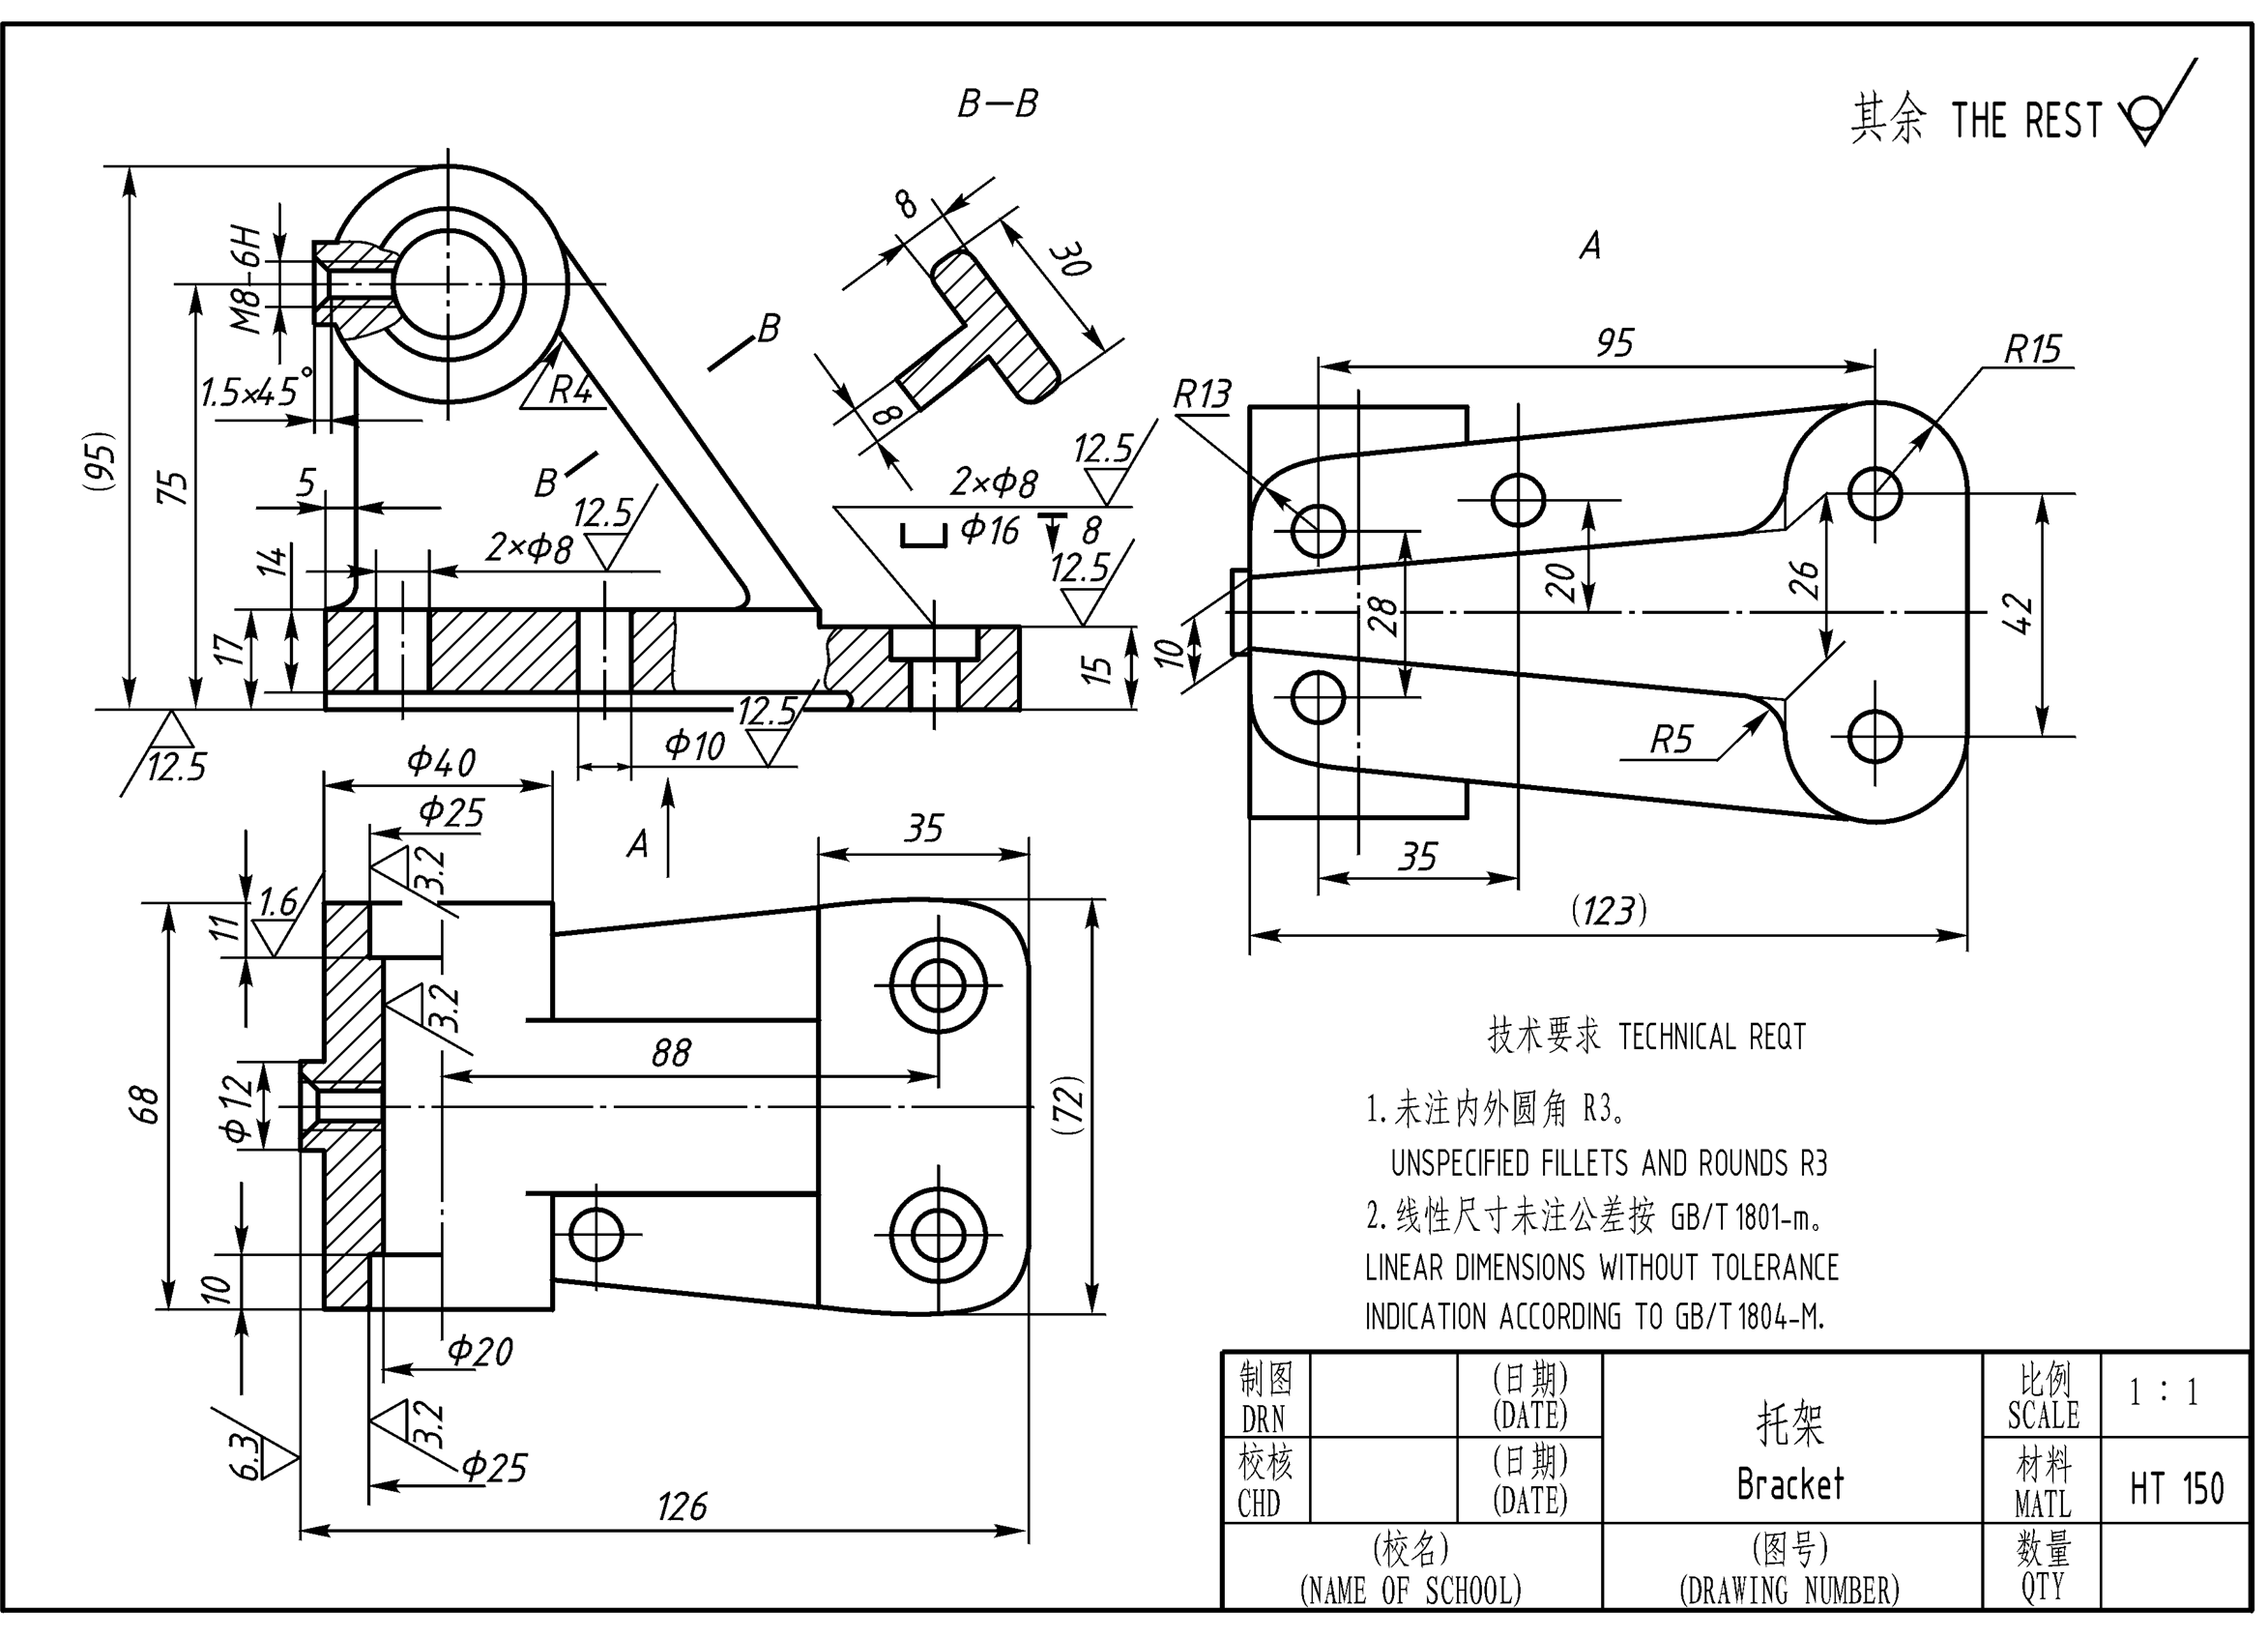 B—B
其余 THE REST
A
8
30
8
M8-6H
1.5×45°
R4
B
B
(95)
75
5
14
17
2×Φ8
12.5
2×Φ8
12.5
⌴Φ16↧8
12.5
15
12.5
12.5
Φ10
A
95
R13
R15
10
28
20
26
42
R5
35
(123)
Φ40
Φ25
3.2
1.6
11
3.2
35
88
68
Φ12
(72)
10
Φ20
3.2
6.3
Φ25
126
技术要求 TECHNICAL REQT
1.未注内外圆角 R3。
UNSPECIFIED FILLETS AND ROUNDS R3
2.线性尺寸未注公差按 GB/T 1801-m。
LINEAR DIMENSIONS WITHOUT TOLERANCE
INDICATION ACCORDING TO GB/T 1804-M.
制图
DRN
(日期)
(DATE)
托架
Bracket
比例
SCALE
1 : 1
校核
CHD
(日期)
(DATE)
材料
MATL
HT 150
(校名)
(NAME OF SCHOOL)
(图号)
(DRAWING NUMBER)
数量
QTY